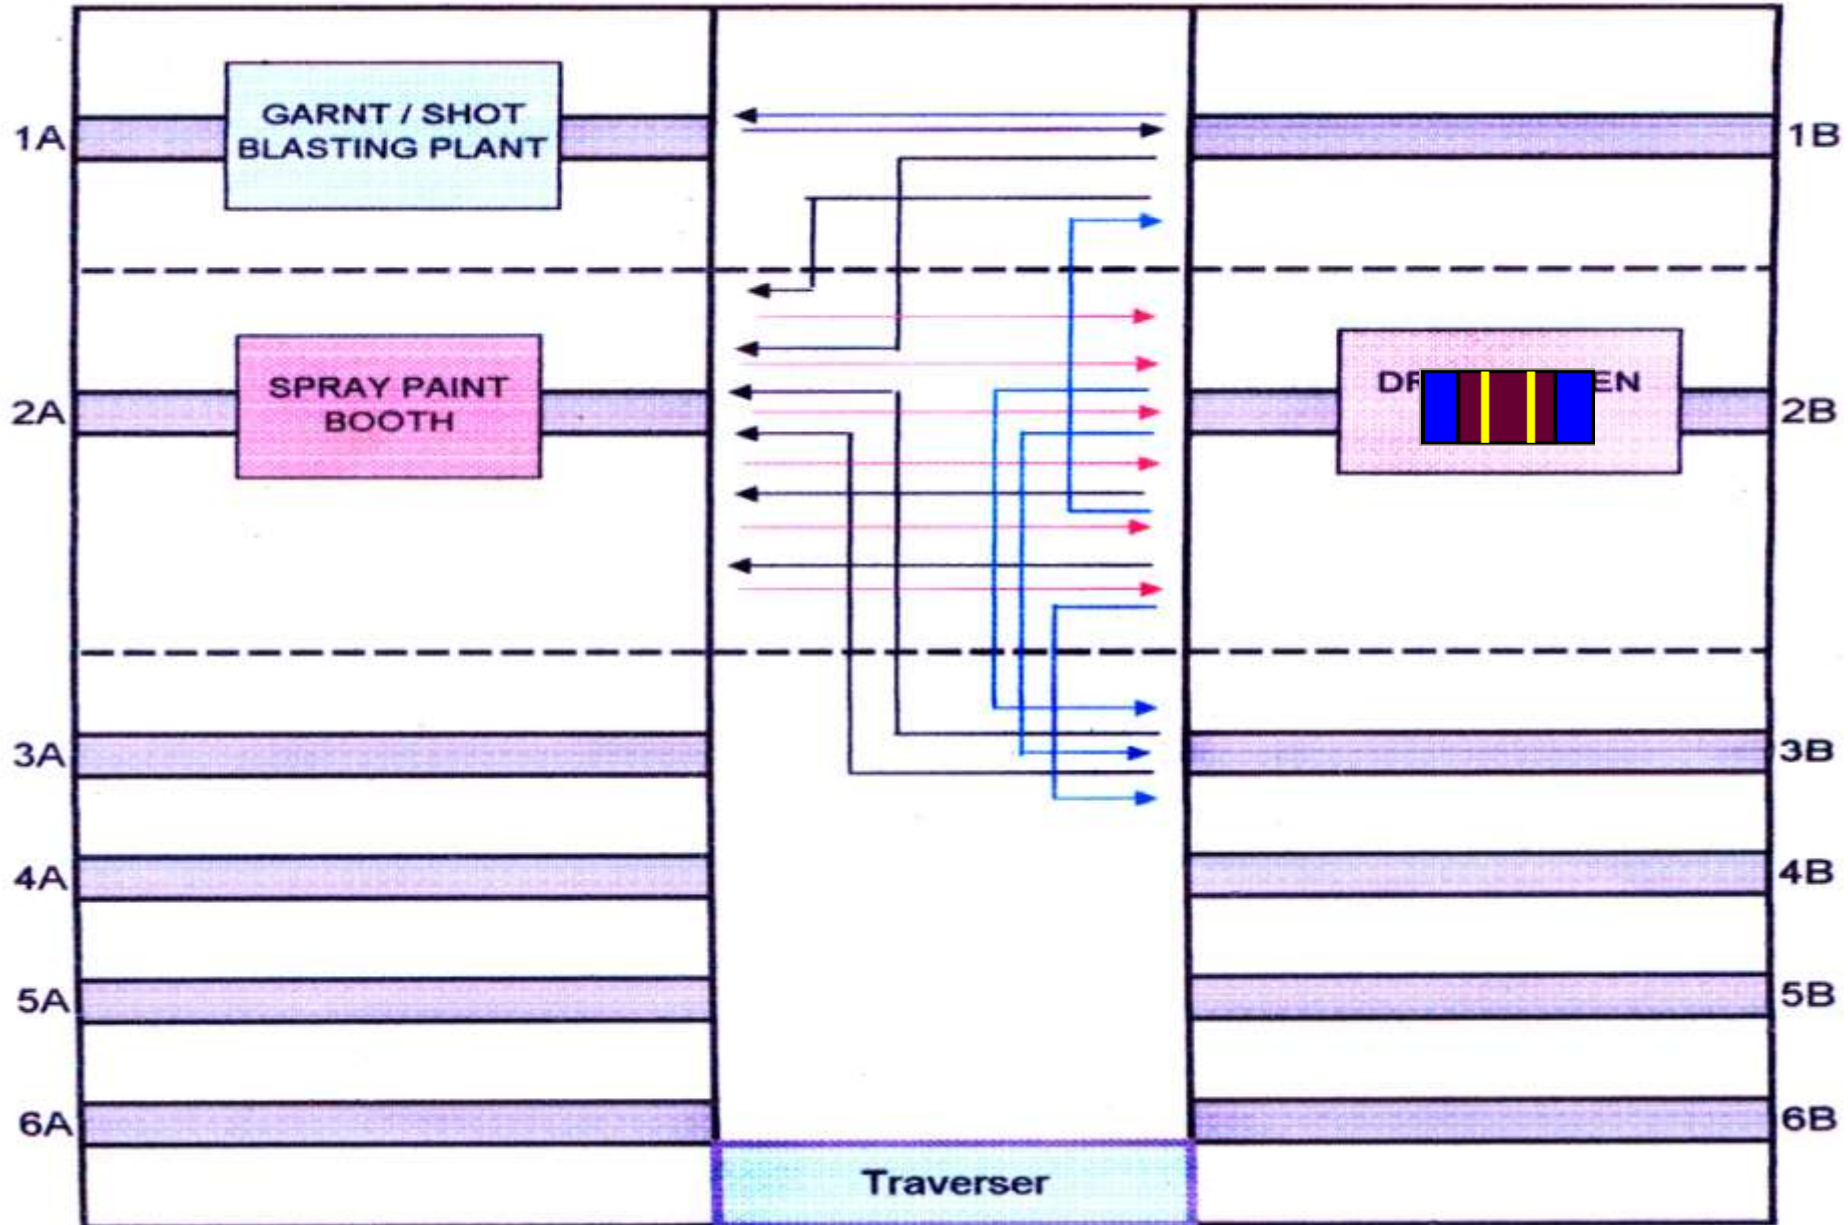 GARNT / SHOT
BLASTING PLANT
1A
1B
SPRAY PAINT
BOOTH
2A
2B
3A
3B
4A
4B
5A
5B
6A
6B
Traverser